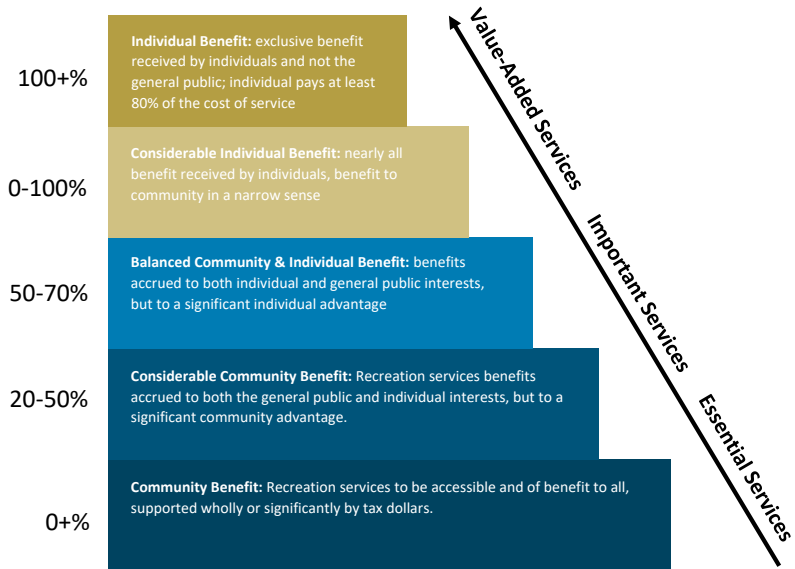 100+%
Individual Benefit: exclusive benefit
received by individuals and not the
general public; individual pays at least
80% of the cost of service
0-100%
Considerable Individual Benefit: nearly all
benefit received by individuals, benefit to
community in a narrow sense
50-70%
Balanced Community & Individual Benefit: benefits
accrued to both individual and general public interests,
but to a significant individual advantage
20-50%
Considerable Community Benefit: Recreation services benefits
accrued to both the general public and individual interests, but to a
significant community advantage.
0+%
Community Benefit: Recreation services to be accessible and of benefit to all,
supported wholly or significantly by tax dollars.
Value-Added Services
Important Services
Essential Services